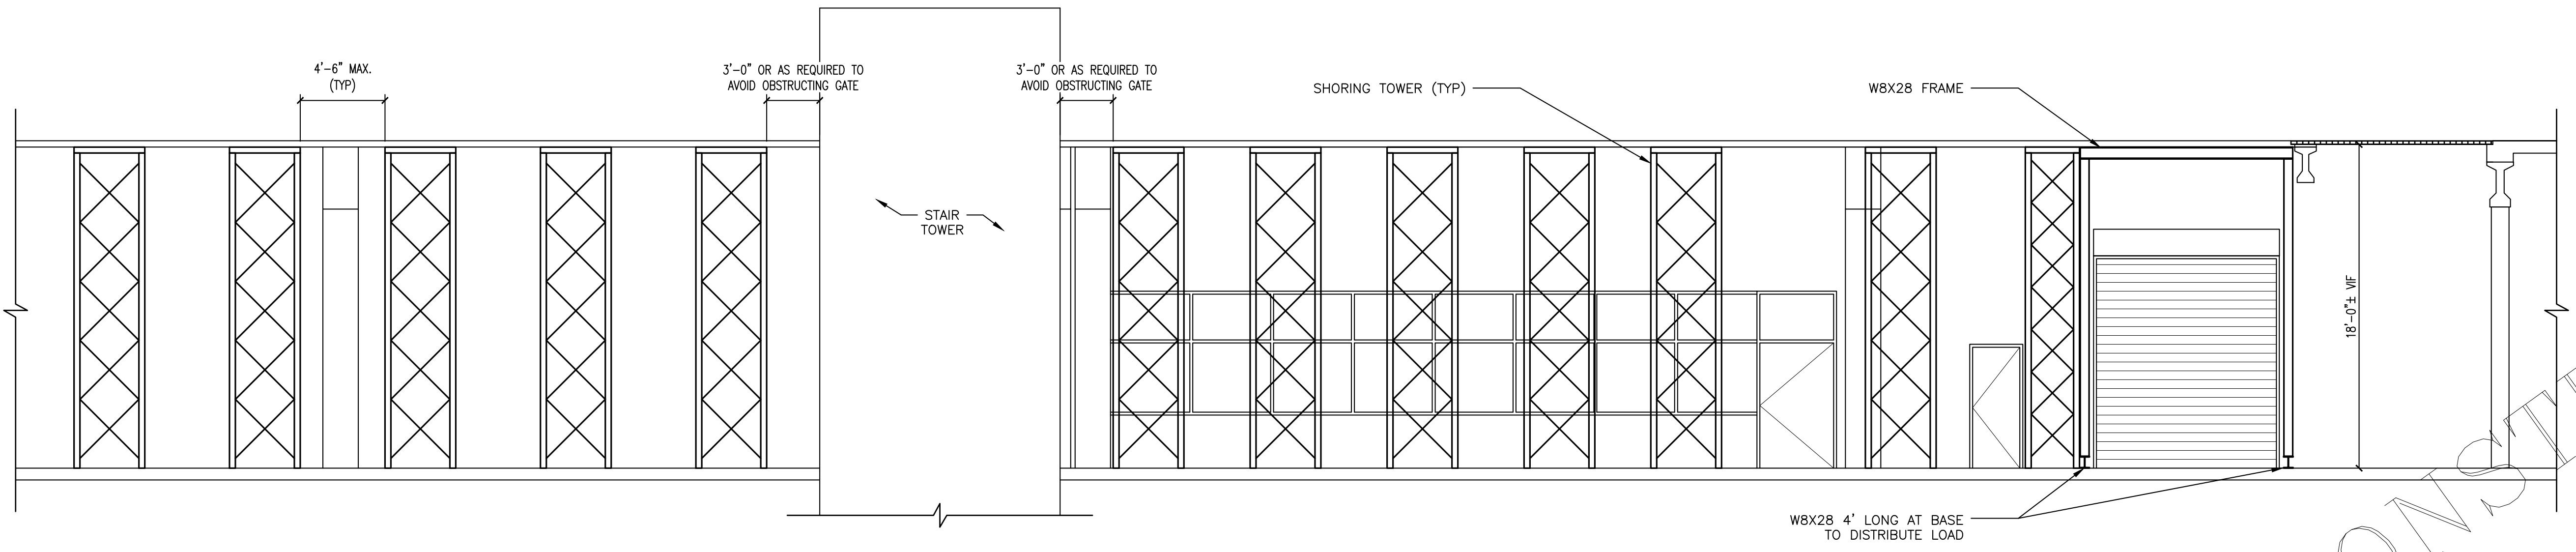 4'-6" MAX.
(TYP)
3'-0" OR AS REQUIRED TO
AVOID OBSTRUCTING GATE
3'-0" OR AS REQUIRED TO
AVOID OBSTRUCTING GATE
SHORING TOWER (TYP)
W8X28 FRAME
STAIR
TOWER
18'-0"± VIF
W8X28 4' LONG AT BASE
TO DISTRIBUTE LOAD